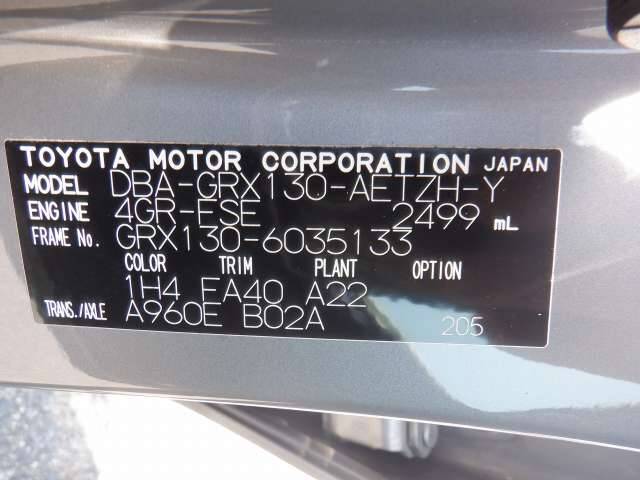 TOYOTA MOTOR CORPORATION JAPAN
MODEL DBA-GRX130-AETZH-Y
ENGINE 4GR-FSE 2499 mL
FRAME No. GRX130-6035133
COLOR TRIM PLANT OPTION
1H4 FA40 A22
TRANS./AXLE A960E B02A 205